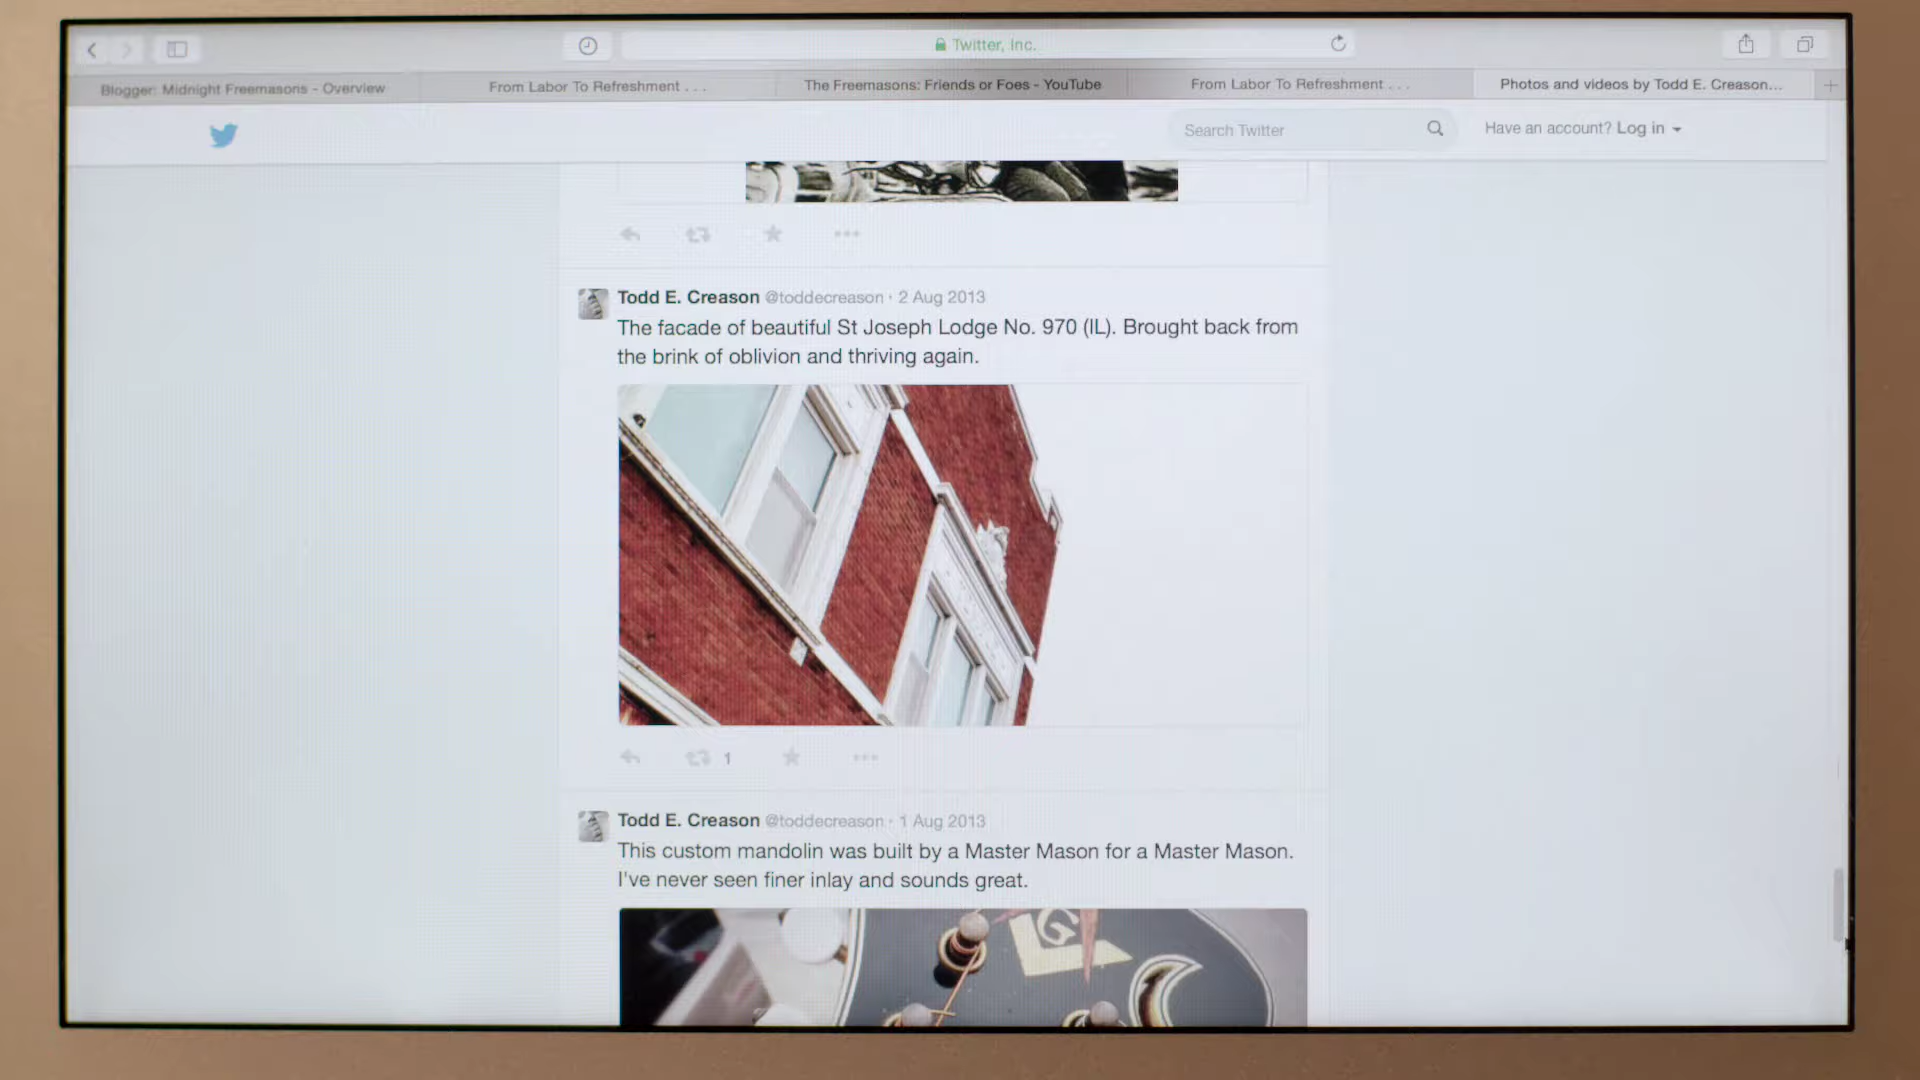 Twitter, Inc.
Blogger: Midnight Freemasons - Overview
From Labor To Refreshment . . .
The Freemasons: Friends or Foes - YouTube
From Labor To Refreshment . . .
Photos and videos by Todd E. Creason...
Search Twitter
Have an account? Log in
Todd E. Creason @toddecreason · 2 Aug 2013
The facade of beautiful St Joseph Lodge No. 970 (IL). Brought back from
the brink of oblivion and thriving again.
1
Todd E. Creason @toddecreason · 1 Aug 2013
This custom mandolin was built by a Master Mason for a Master Mason.
I've never seen finer inlay and sounds great.
G